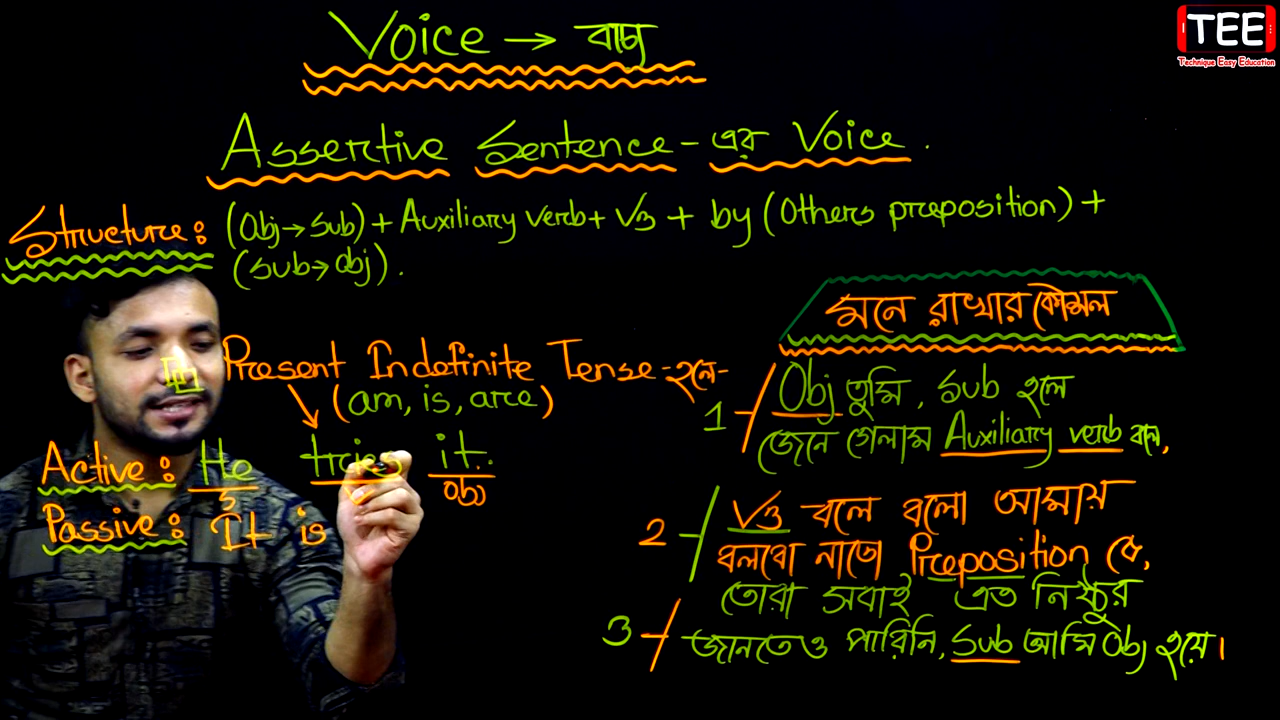 Voice → বাচ্য
TEE
Technique Easy Education
Assertive Sentence-এর Voice.
Structure: (Obj→Sub) + Auxiliary verb + V3 + by (Others preposition) +
(Sub→obj).
Present Indefinite Tense-হলে-
(am, is, are)
Active: He tries it.
S obj
Passive: It is
মনে রাখার কৌশল
1 Obj তুমি, Sub হলে
জেনে গেলাম Auxiliary verb বলে,
2 V3 বলে বলো আমায়
বলবো নাতো Preposition কে,
তোরা সবাই এত নিষ্ঠুর
3 জানতেও পারিনি, Sub আমি Obj হয়ে।